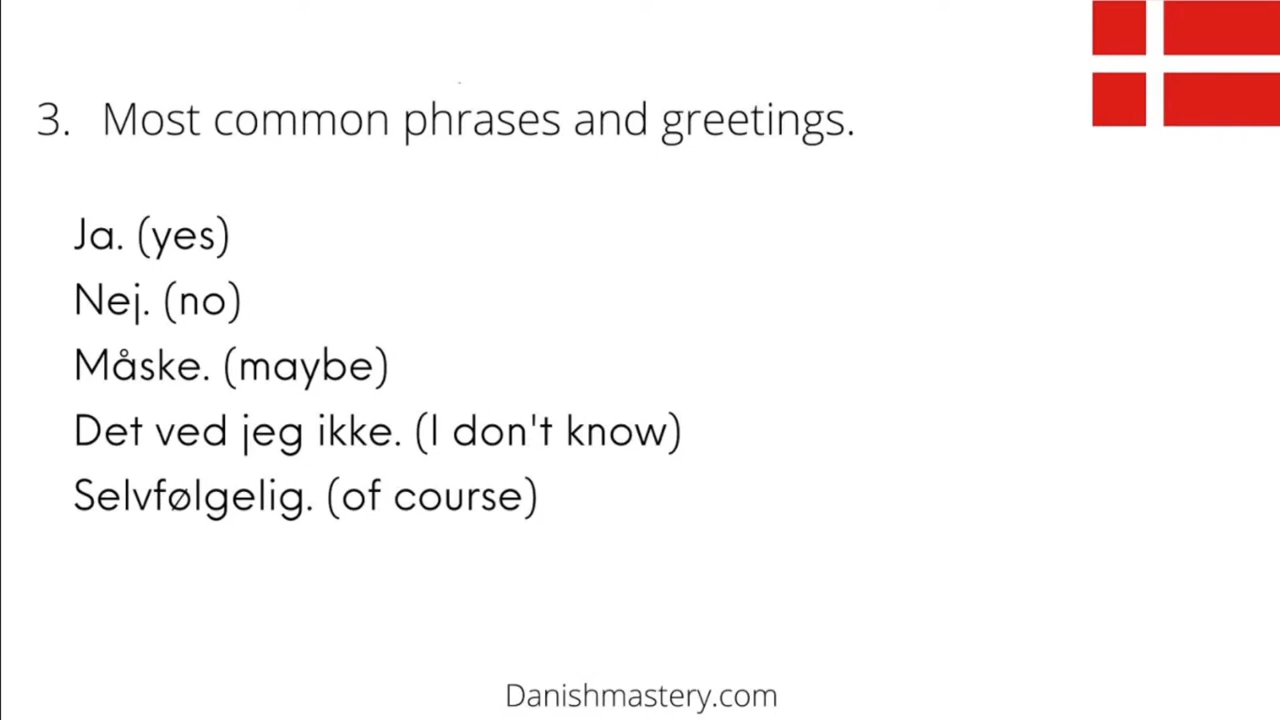 3. Most common phrases and greetings.
Ja. (yes)
Nej. (no)
Måske. (maybe)
Det ved jeg ikke. (I don't know)
Selvfølgelig. (of course)
Danishmastery.com